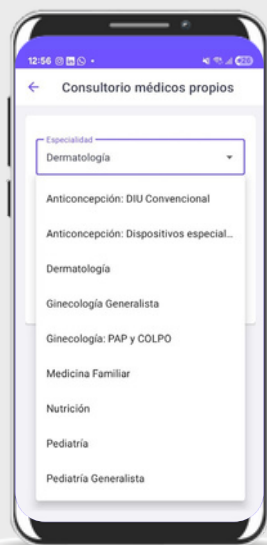 12:56
Consultorio médicos propios
Especialidad
Dermatología
Anticoncepción: DIU Convencional
Anticoncepción: Dispositivos especial...
Dermatología
Ginecología Generalista
Ginecología: PAP y COLPO
Medicina Familiar
Nutrición
Pediatría
Pediatría Generalista